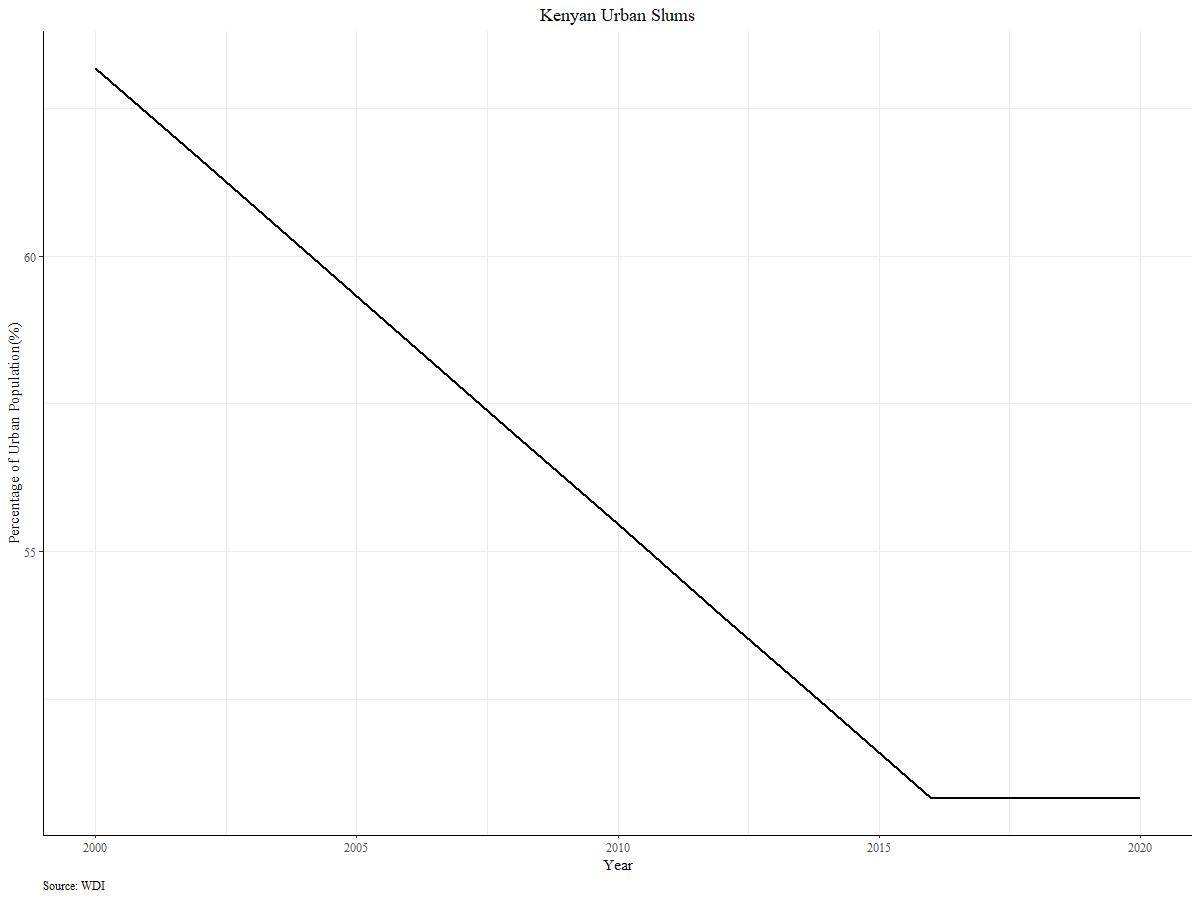 Kenyan Urban Slums
Percentage of Urban Population(%)
60
55
2000 2005 2010 2015 2020
Year
Source: WDI